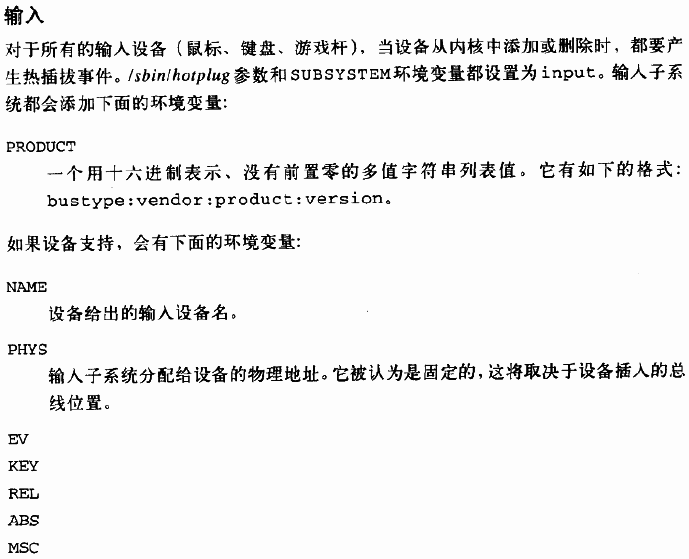 输入
对于所有的输入设备（鼠标、键盘、游戏杆），当设备从内核中添加或删除时，都要产
生热插拔事件。/sbin/hotplug 参数和 SUBSYSTEM 环境变量都设置为 input。输入子系
统都会添加下面的环境变量：
PRODUCT
一个用十六进制表示、没有前置零的多值字符串列表值。它有如下的格式：
bustype:vendor:product:version。
如果设备支持，会有下面的环境变量：
NAME
设备给出的输入设备名。
PHYS
输入子系统分配给设备的物理地址。它被认为是固定的，这将取决于设备插入的总
线位置。
EV
KEY
REL
ABS
MSC